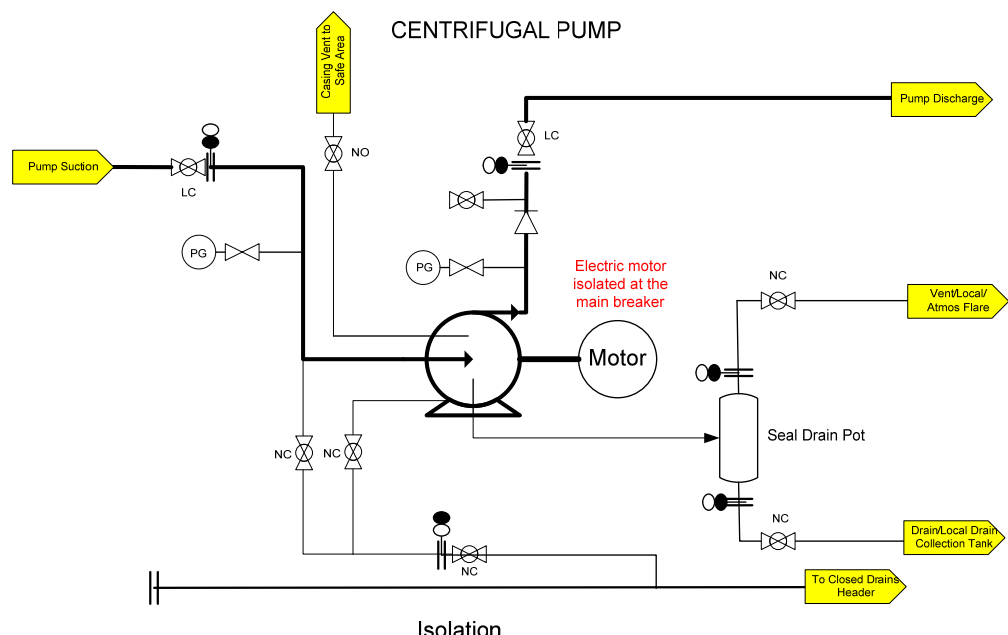 CENTRIFUGAL PUMP
Casing Vent to
Safe Area
Pump Discharge
LC
NO
Pump Suction
LC
PG
PG
Electric motor
isolated at the
main breaker
NC
Vent/Local/
Atmos Flare
Motor
Seal Drain Pot
NC
NC
NC
Drain/Local Drain
Collection Tank
NC
To Closed Drains
Header
Isolation